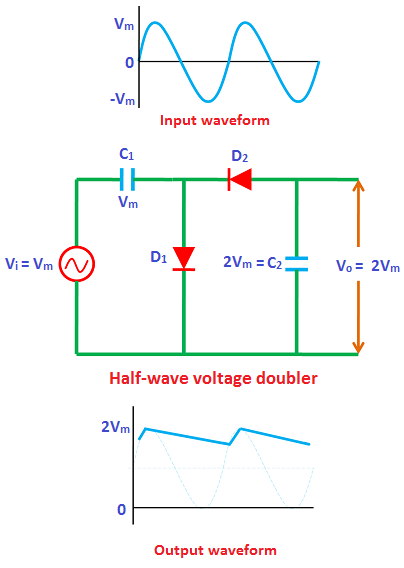 Vm
0
-Vm
Input waveform
C1
D2
Vm
D1
Vi = Vm
2Vm = C2
Vo = 2Vm
Half-wave voltage doubler
2Vm
0
Output waveform